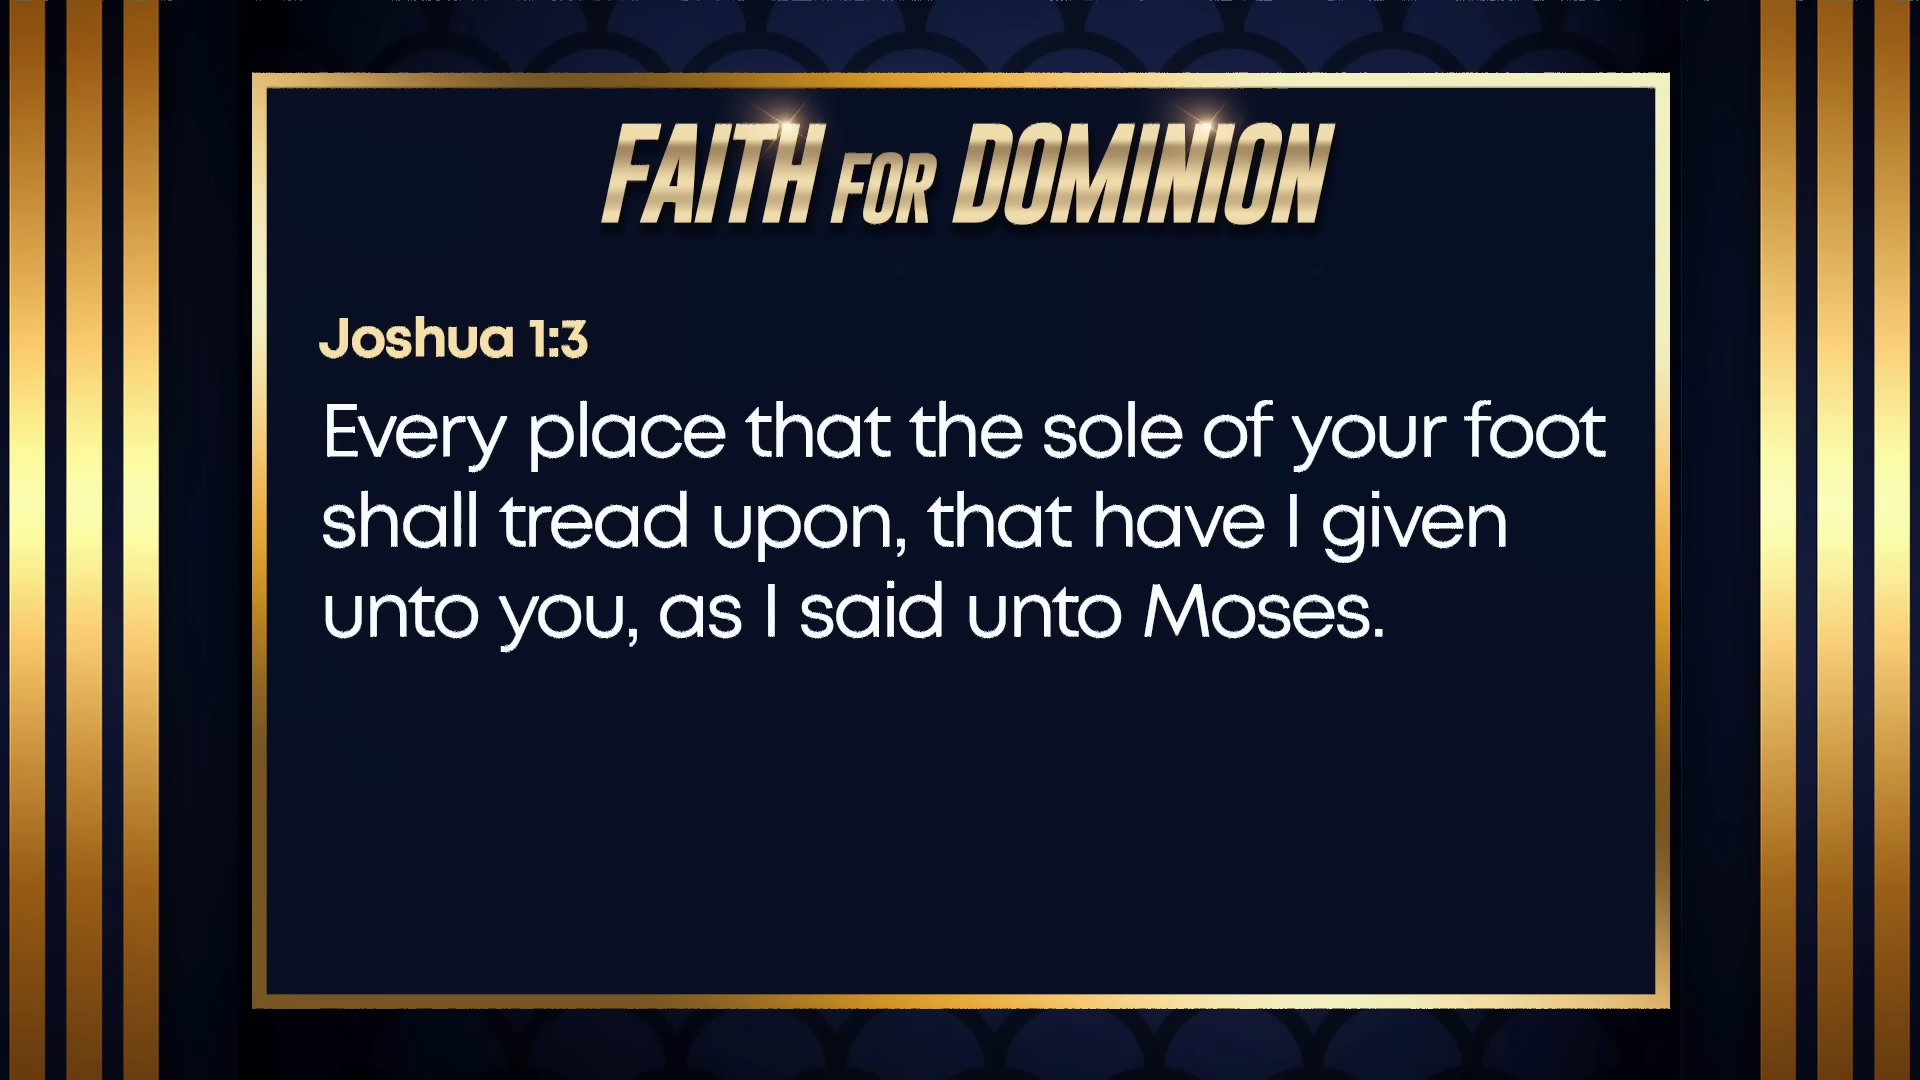 FAITH FOR DOMINION
Joshua 1:3
Every place that the sole of your foot
shall tread upon, that have I given
unto you, as I said unto Moses.